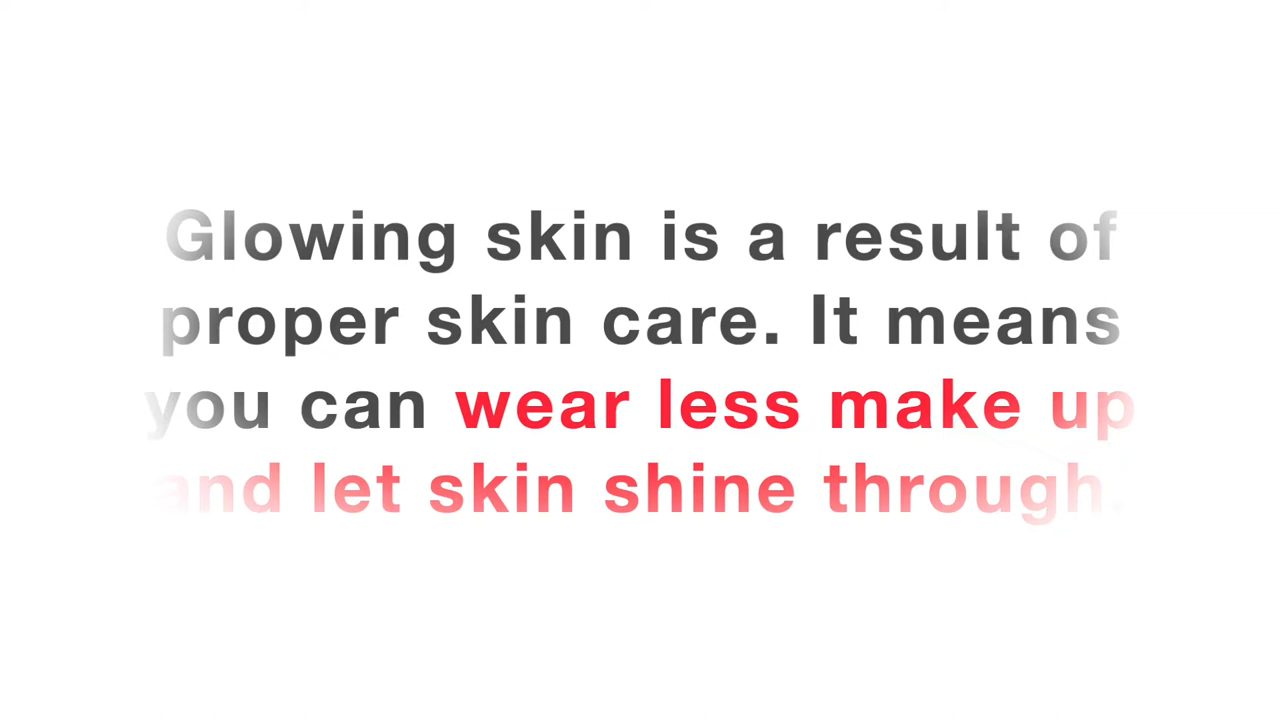 Glowing skin is a result of
proper skin care. It means
you can wear less make up
and let skin shine through.